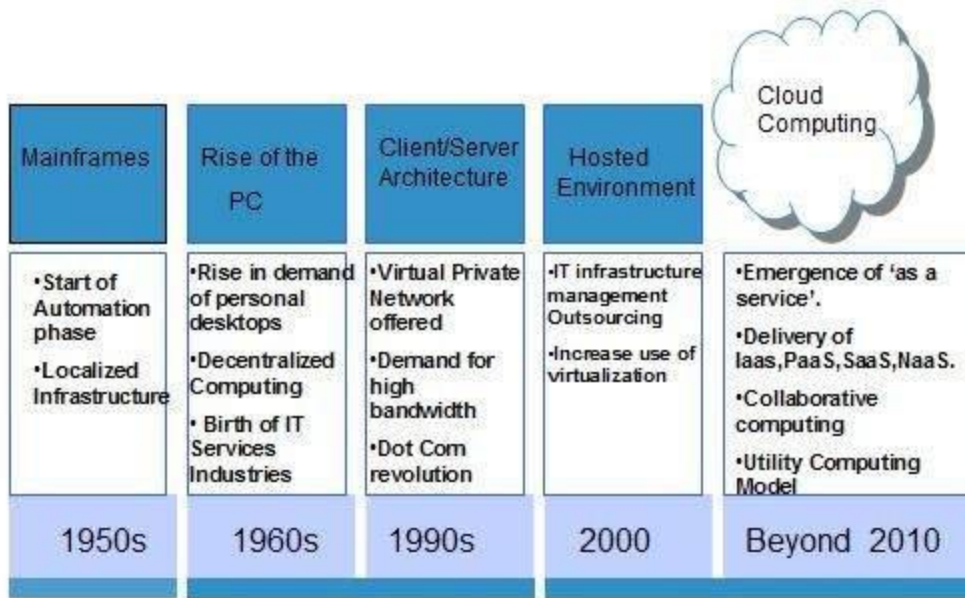 Mainframes
•Start of
Automation
phase
•Localized
Infrastructure
1950s
Rise of the
PC
•Rise in demand
of personal
desktops
•Decentralized
Computing
• Birth of IT
Services
Industries
1960s
Client/Server
Architecture
•Virtual Private
Network
offered
•Demand for
high
bandwidth
•Dot Com
revolution
1990s
Hosted
Environment
•IT infrastructure
management
Outsourcing
•Increase use of
virtualization
2000
Cloud
Computing
•Emergence of ‘as a
service’.
•Delivery of
Iaas,PaaS,SaaS,NaaS.
•Collaborative
computing
•Utility Computing
Model
Beyond 2010